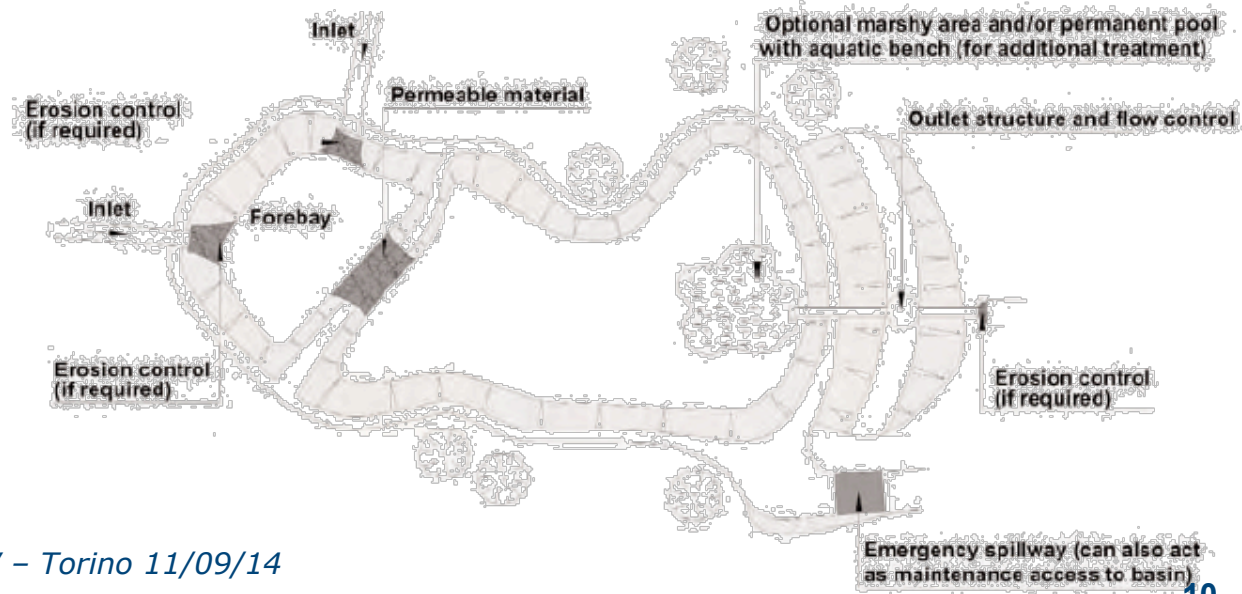 Inlet
Optional marshy area and/or permanent pool
with aquatic bench (for additional treatment)
Permeable material
Erosion control
(if required)
Outlet structure and flow control
Inlet
Forebay
Erosion control
(if required)
Erosion control
(if required)
– Torino 11/09/14
Emergency spillway (can also act
as maintenance access to basin)
10